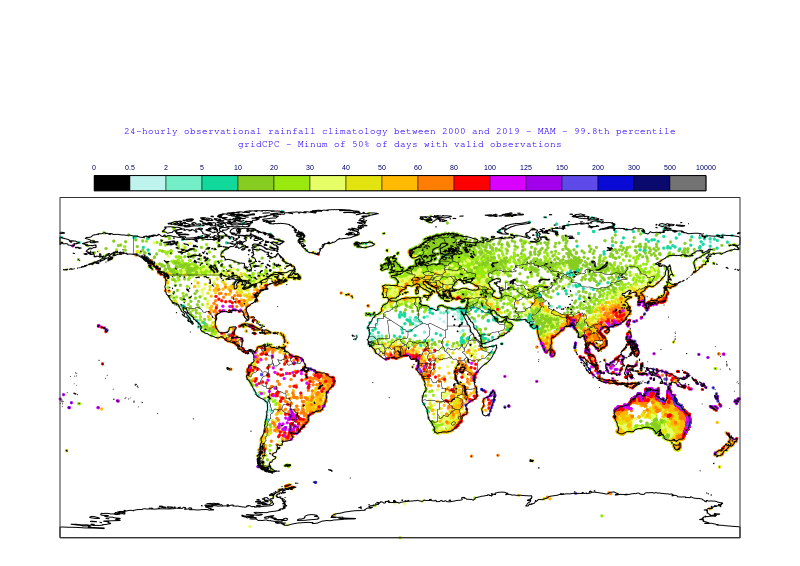 24-hourly observational rainfall climatology between 2000 and 2019 - MAM - 99.8th percentile
gridCPC - Minum of 50% of days with valid observations
0 0.5 2 5 10 20 30 40 50 60 80 100 125 150 200 300 500 10000